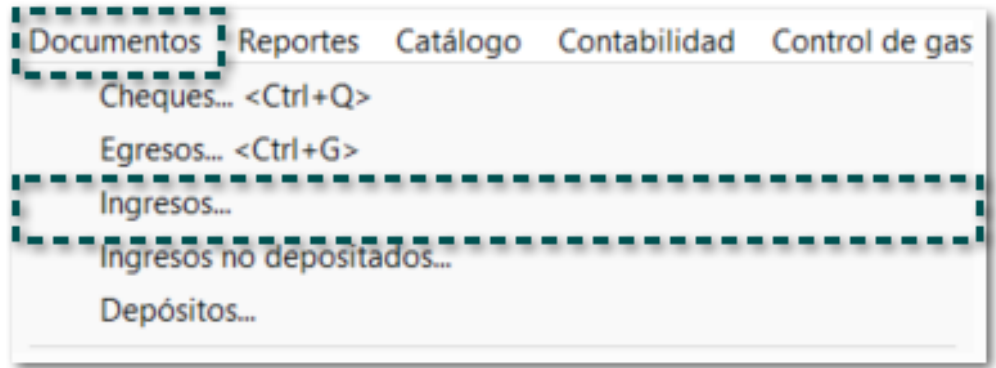 Documentos Reportes Catálogo Contabilidad Control de gas
Cheques... <Ctrl+Q>
Egresos... <Ctrl+G>
Ingresos...
Ingresos no depositados...
Depósitos...